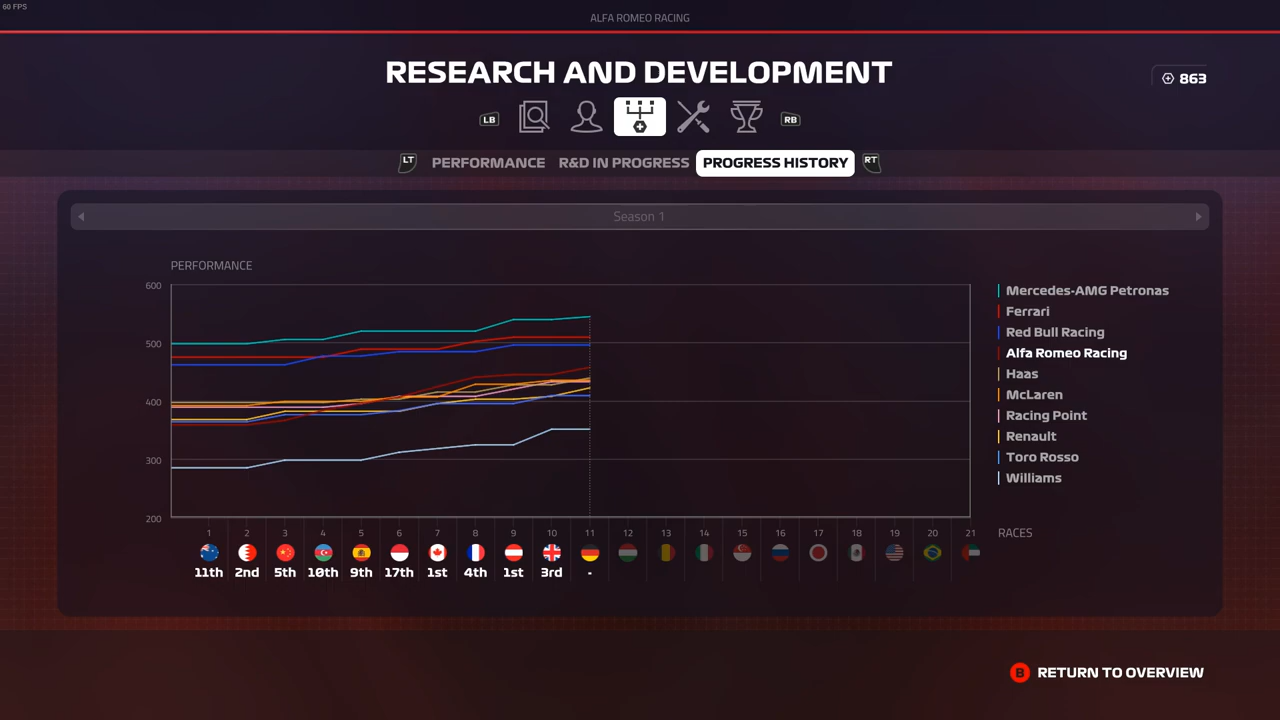 60 FPS
ALFA ROMEO RACING
RESEARCH AND DEVELOPMENT
863
LB RB
LT PERFORMANCE R&D IN PROGRESS PROGRESS HISTORY RT
Season 1
PERFORMANCE
600
500
400
300
200
Mercedes-AMG Petronas
Ferrari
Red Bull Racing
Alfa Romeo Racing
Haas
McLaren
Racing Point
Renault
Toro Rosso
Williams
1 2 3 4 5 6 7 8 9 10 11 12 13 14 15 16 17 18 19 20 21 RACES
11th 2nd 5th 10th 9th 17th 1st 4th 1st 3rd -
B RETURN TO OVERVIEW